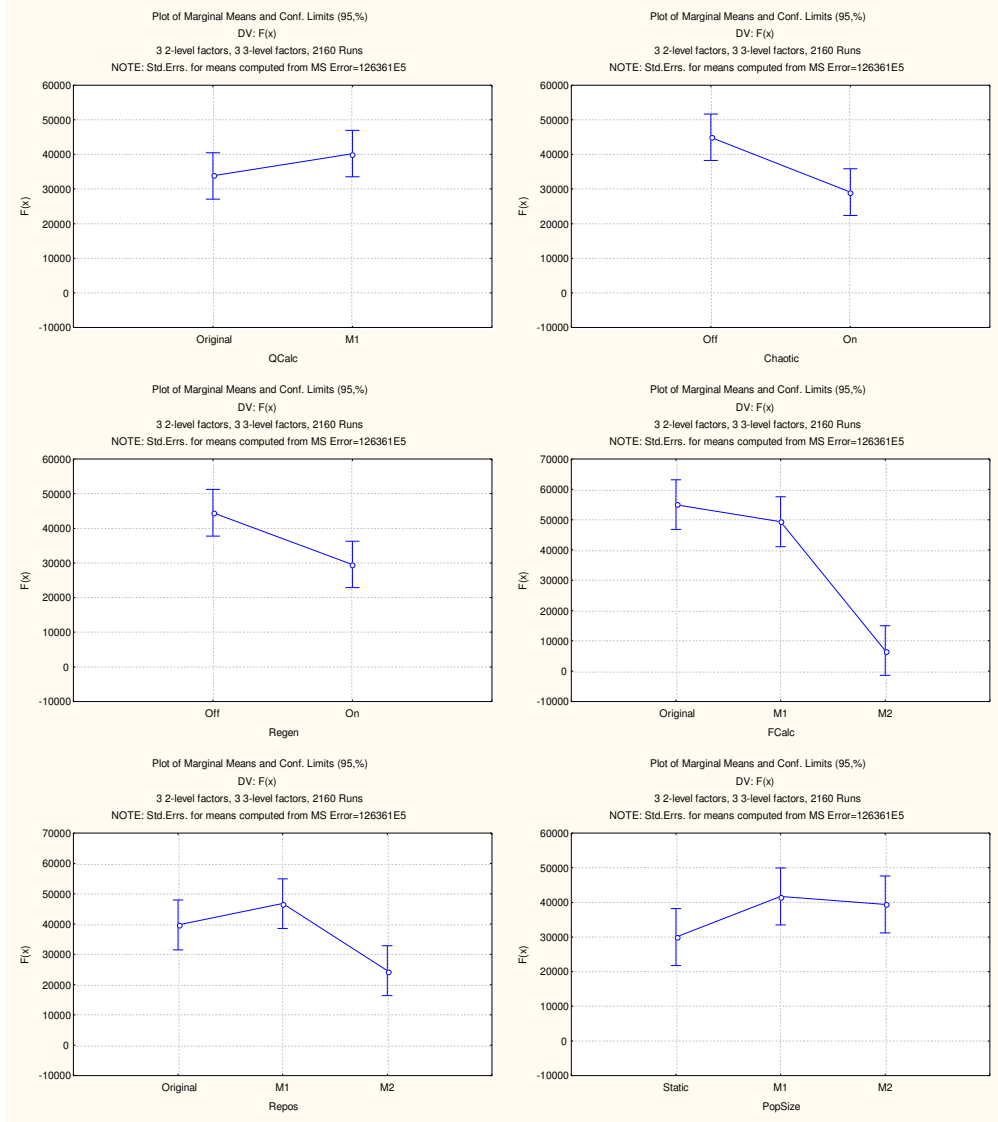 Plot of Marginal Means and Conf. Limits (95,%)
DV: F(x)
3 2-level factors, 3 3-level factors, 2160 Runs
NOTE: Std.Errs. for means computed from MS Error=126361E5
60000
50000
40000
30000
20000
10000
0
-10000
F(x)
Original M1
QCalc
Plot of Marginal Means and Conf. Limits (95,%)
DV: F(x)
3 2-level factors, 3 3-level factors, 2160 Runs
NOTE: Std.Errs. for means computed from MS Error=126361E5
60000
50000
40000
30000
20000
10000
0
-10000
F(x)
Off On
Chaotic
Plot of Marginal Means and Conf. Limits (95,%)
DV: F(x)
3 2-level factors, 3 3-level factors, 2160 Runs
NOTE: Std.Errs. for means computed from MS Error=126361E5
60000
50000
40000
30000
20000
10000
0
-10000
F(x)
Off On
Regen
Plot of Marginal Means and Conf. Limits (95,%)
DV: F(x)
3 2-level factors, 3 3-level factors, 2160 Runs
NOTE: Std.Errs. for means computed from MS Error=126361E5
70000
60000
50000
40000
30000
20000
10000
0
-10000
F(x)
Original M1 M2
FCalc
Plot of Marginal Means and Conf. Limits (95,%)
DV: F(x)
3 2-level factors, 3 3-level factors, 2160 Runs
NOTE: Std.Errs. for means computed from MS Error=126361E5
70000
60000
50000
40000
30000
20000
10000
0
-10000
F(x)
Original M1 M2
Repos
Plot of Marginal Means and Conf. Limits (95,%)
DV: F(x)
3 2-level factors, 3 3-level factors, 2160 Runs
NOTE: Std.Errs. for means computed from MS Error=126361E5
60000
50000
40000
30000
20000
10000
0
-10000
F(x)
Static M1 M2
PopSize